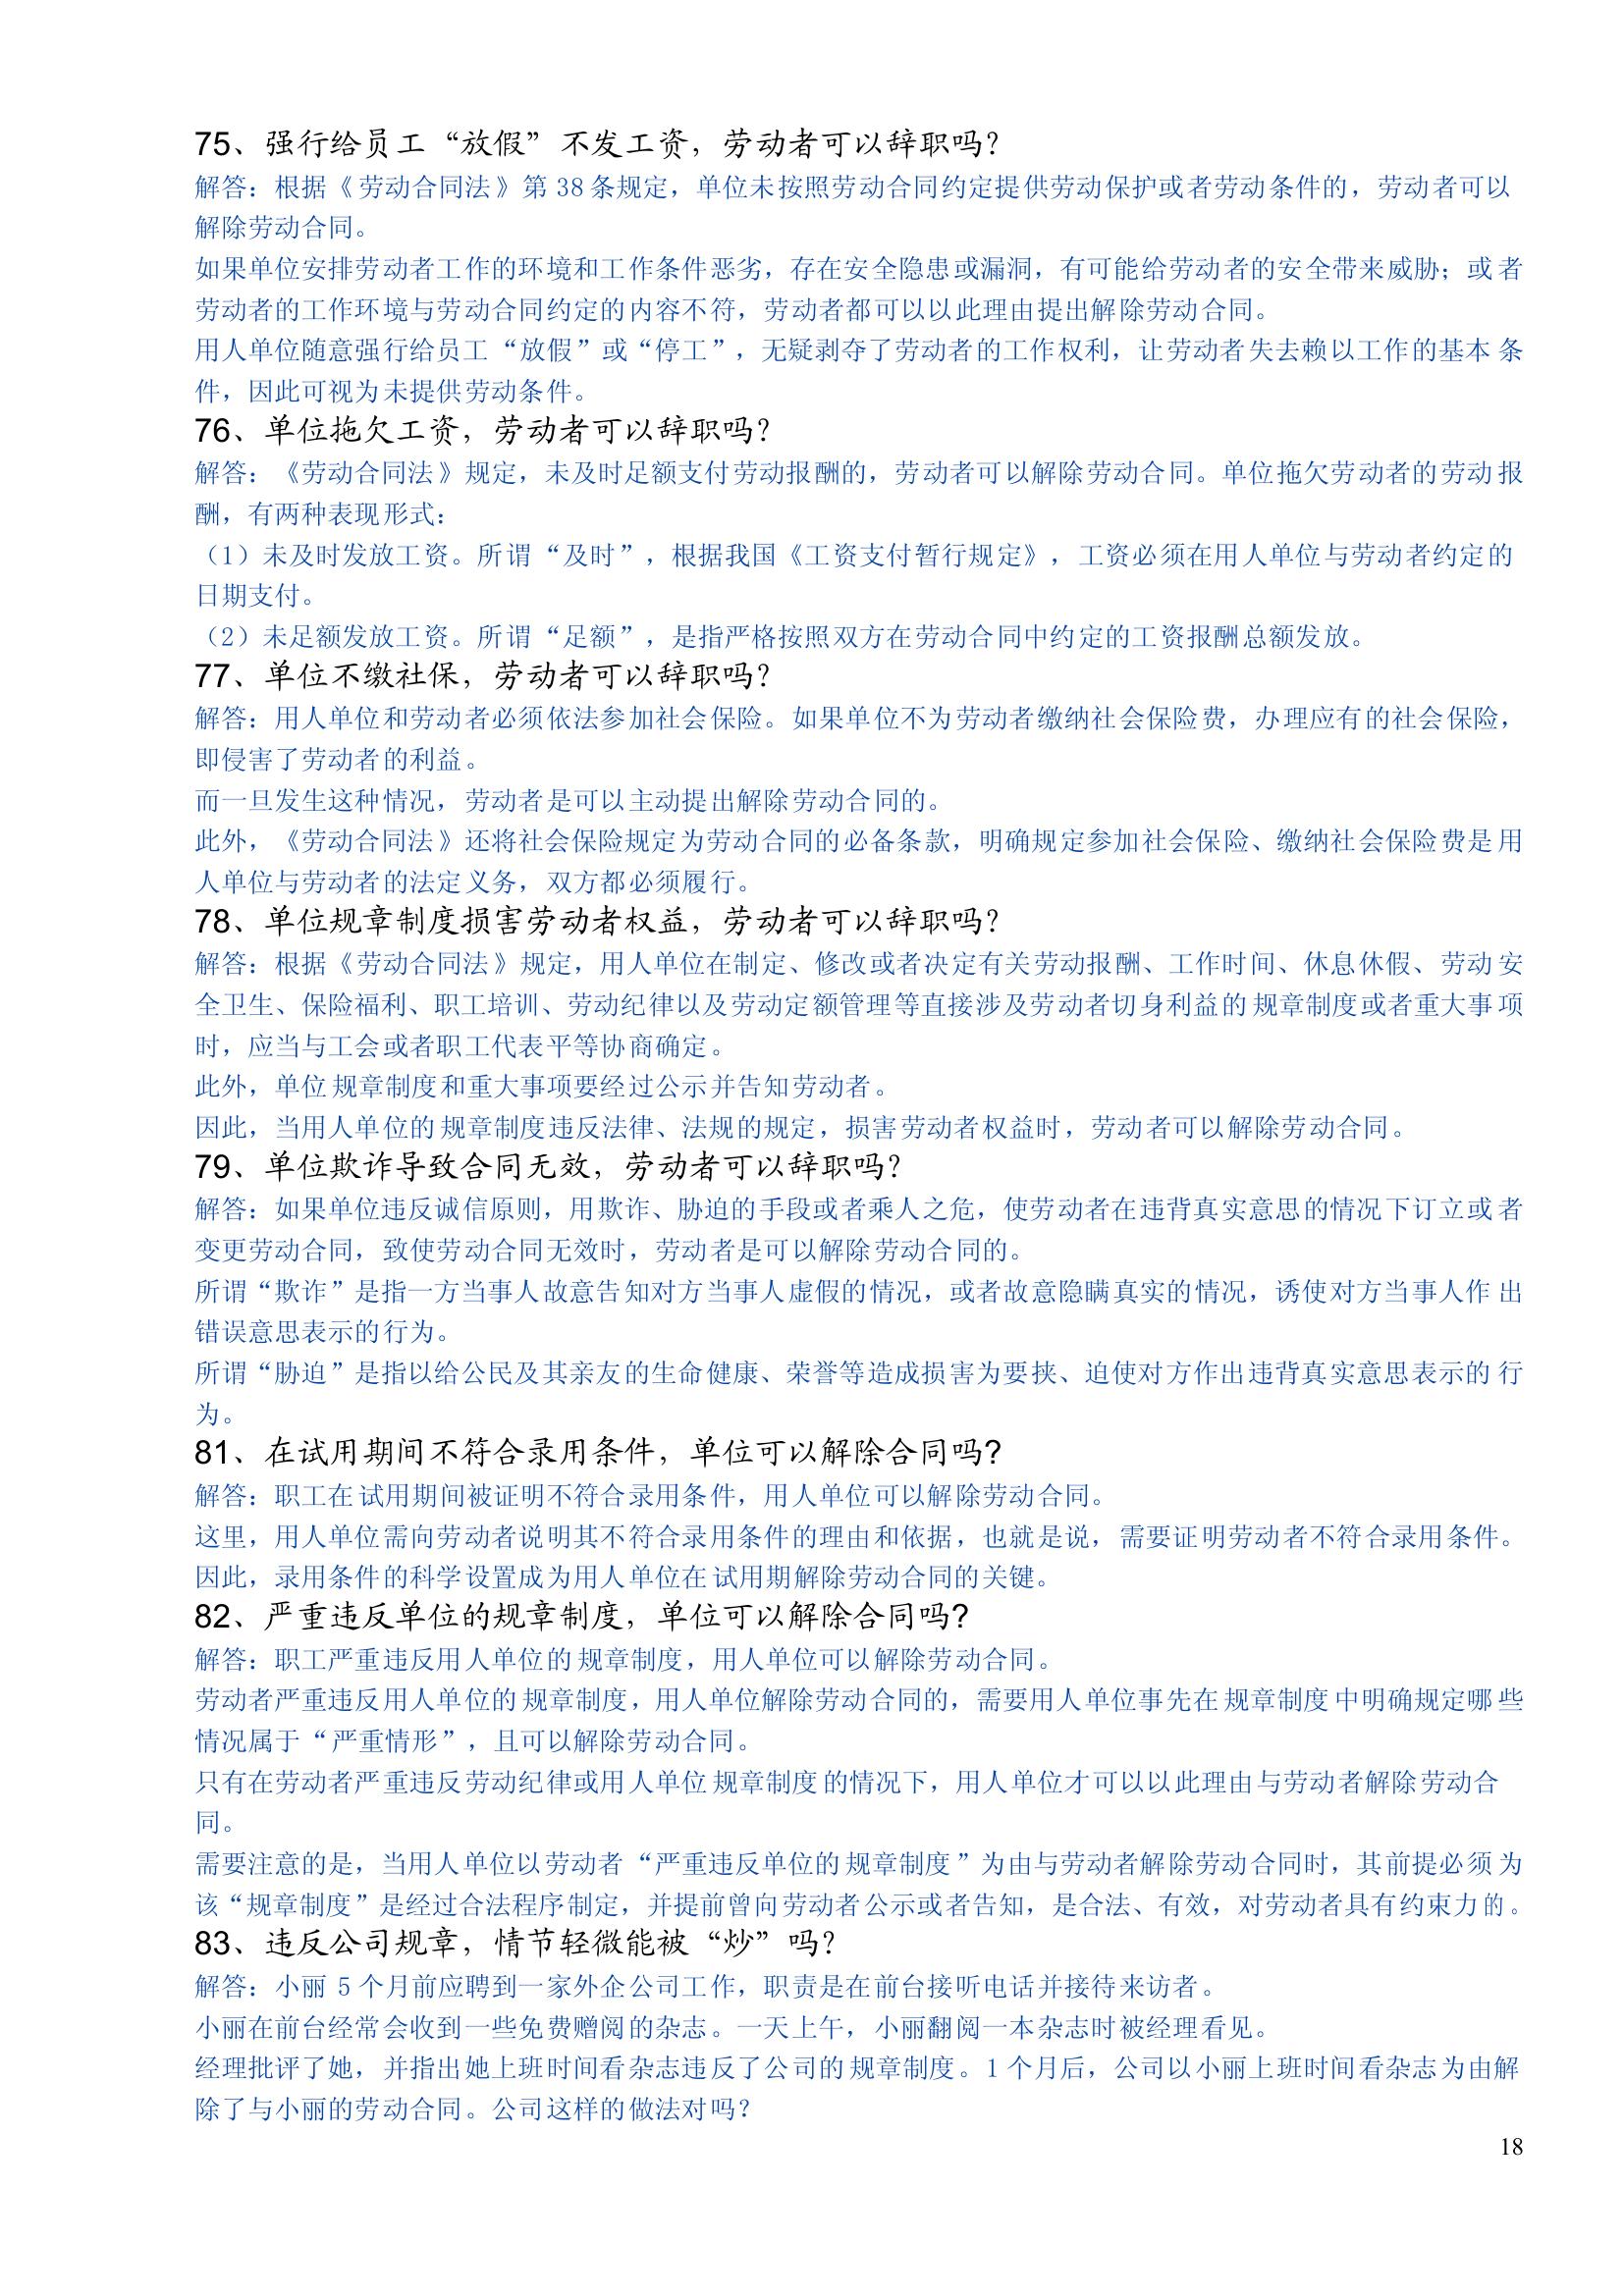 75、强行给员工“放假”不发工资，劳动者可以辞职吗？
解答：根据《劳动合同法》第 38 条规定，单位未按照劳动合同约定提供劳动保护或者劳动条件的，劳动者可以
解除劳动合同。
如果单位安排劳动者工作的环境和工作条件恶劣，存在安全隐患或漏洞，有可能给劳动者的安全带来威胁；或者
劳动者的工作环境与劳动合同约定的内容不符，劳动者都可以以此理由提出解除劳动合同。
用人单位随意强行给员工“放假”或“停工”，无疑剥夺了劳动者的工作权利，让劳动者失去赖以工作的基本条
件，因此可视为未提供劳动条件。
76、单位拖欠工资，劳动者可以辞职吗？
解答：《劳动合同法》规定，未及时足额支付劳动报酬的，劳动者可以解除劳动合同。单位拖欠劳动者的劳动报
酬，有两种表现形式：
（1）未及时发放工资。所谓“及时”，根据我国《工资支付暂行规定》，工资必须在用人单位与劳动者约定的
日期支付。
（2）未足额发放工资。所谓“足额”，是指严格按照双方在劳动合同中约定的工资报酬总额发放。
77、单位不缴社保，劳动者可以辞职吗？
解答：用人单位和劳动者必须依法参加社会保险。如果单位不为劳动者缴纳社会保险费，办理应有的社会保险，
即侵害了劳动者的利益。
而一旦发生这种情况，劳动者是可以主动提出解除劳动合同的。
此外，《劳动合同法》还将社会保险规定为劳动合同的必备条款，明确规定参加社会保险、缴纳社会保险费是用
人单位与劳动者的法定义务，双方都必须履行。
78、单位规章制度损害劳动者权益，劳动者可以辞职吗？
解答：根据《劳动合同法》规定，用人单位在制定、修改或者决定有关劳动报酬、工作时间、休息休假、劳动安
全卫生、保险福利、职工培训、劳动纪律以及劳动定额管理等直接涉及劳动者切身利益的规章制度或者重大事项
时，应当与工会或者职工代表平等协商确定。
此外，单位规章制度和重大事项要经过公示并告知劳动者。
因此，当用人单位的规章制度违反法律、法规的规定，损害劳动者权益时，劳动者可以解除劳动合同。
79、单位欺诈导致合同无效，劳动者可以辞职吗？
解答：如果单位违反诚信原则，用欺诈、胁迫的手段或者乘人之危，使劳动者在违背真实意思的情况下订立或者
变更劳动合同，致使劳动合同无效时，劳动者是可以解除劳动合同的。
所谓“欺诈”是指一方当事人故意告知对方当事人虚假的情况，或者故意隐瞒真实的情况，诱使对方当事人作出
错误意思表示的行为。
所谓“胁迫”是指以给公民及其亲友的生命健康、荣誉等造成损害为要挟、迫使对方作出违背真实意思表示的行
为。
81、在试用期间不符合录用条件，单位可以解除合同吗?
解答：职工在试用期间被证明不符合录用条件，用人单位可以解除劳动合同。
这里，用人单位需向劳动者说明其不符合录用条件的理由和依据，也就是说，需要证明劳动者不符合录用条件。
因此，录用条件的科学设置成为用人单位在试用期解除劳动合同的关键。
82、严重违反单位的规章制度，单位可以解除合同吗?
解答：职工严重违反用人单位的规章制度，用人单位可以解除劳动合同。
劳动者严重违反用人单位的规章制度，用人单位解除劳动合同的，需要用人单位事先在规章制度中明确规定哪些
情况属于“严重情形”，且可以解除劳动合同。
只有在劳动者严重违反劳动纪律或用人单位规章制度的情况下，用人单位才可以以此理由与劳动者解除劳动合
同。
需要注意的是，当用人单位以劳动者“严重违反单位的规章制度”为由与劳动者解除劳动合同时，其前提必须为
该“规章制度”是经过合法程序制定，并提前曾向劳动者公示或者告知，是合法、有效，对劳动者具有约束力的。
83、违反公司规章，情节轻微能被“炒”吗？
解答：小丽 5 个月前应聘到一家外企公司工作，职责是在前台接听电话并接待来访者。
小丽在前台经常会收到一些免费赠阅的杂志。一天上午，小丽翻阅一本杂志时被经理看见。
经理批评了她，并指出她上班时间看杂志违反了公司的规章制度。1 个月后，公司以小丽上班时间看杂志为由解
除了与小丽的劳动合同。公司这样的做法对吗？
18